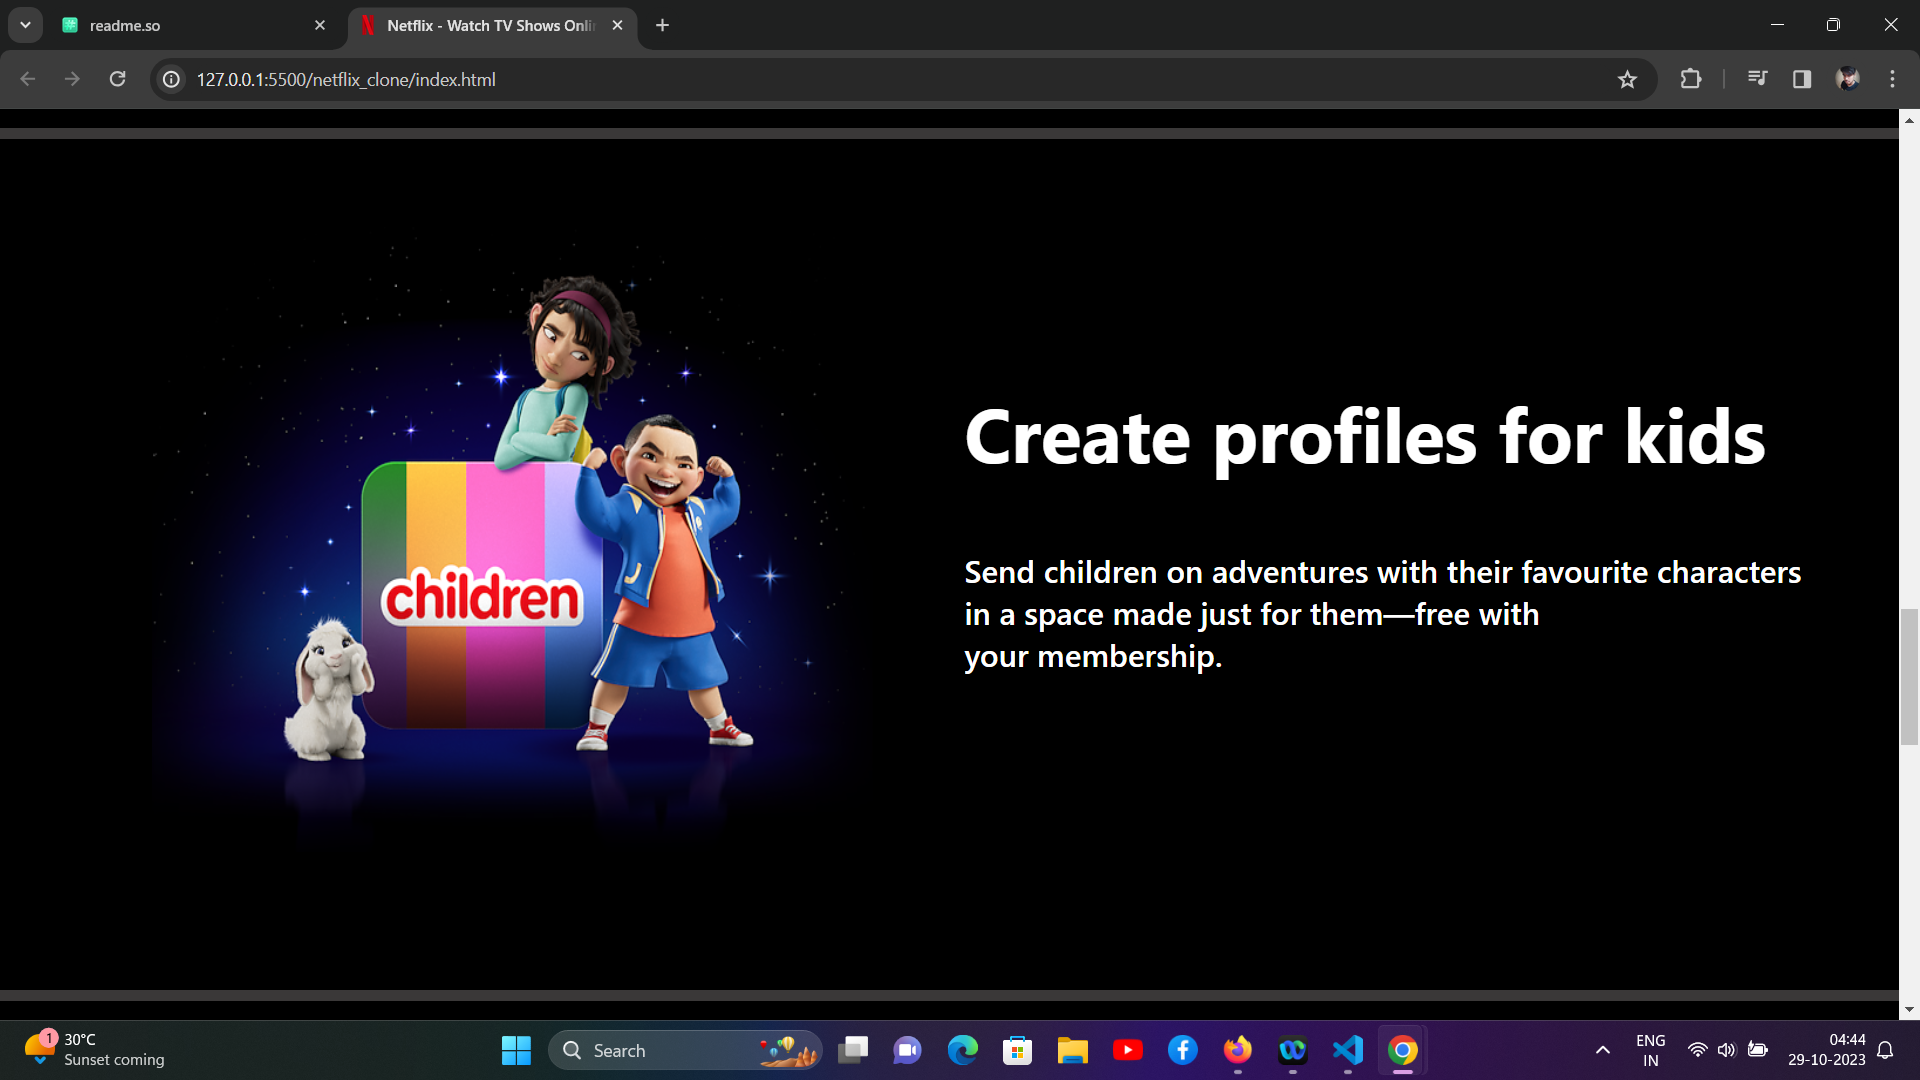 readme.so
Netflix - Watch TV Shows Onli
127.0.0.1:5500/netflix_clone/index.html
children
Create profiles for kids
Send children on adventures with their favourite characters
in a space made just for them—free with
your membership.
1
30°C
Sunset coming
Search
ENG
IN
04:44
29-10-2023